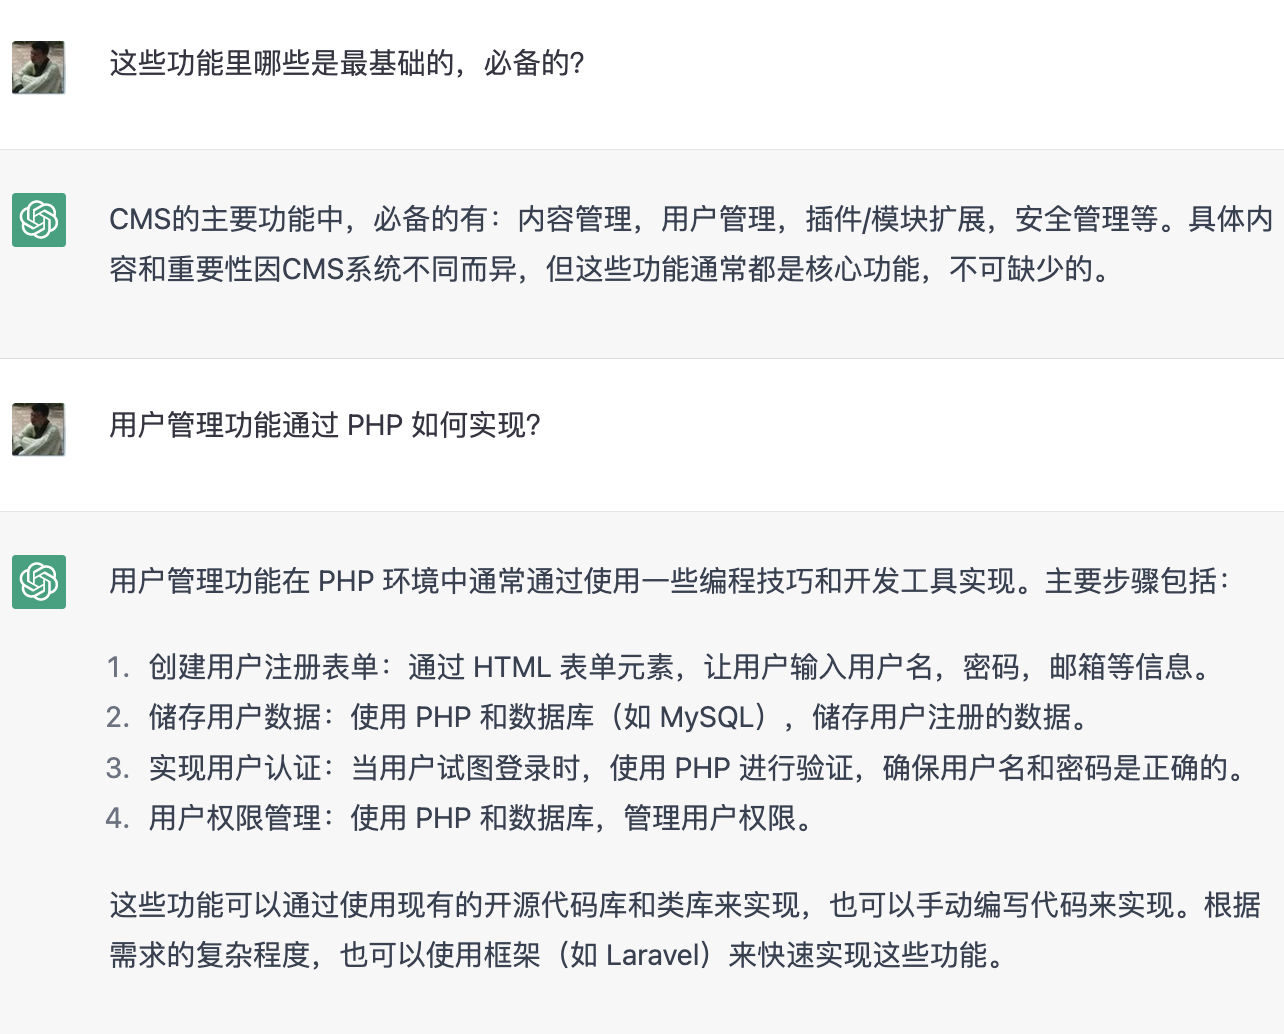 这些功能里哪些是最基础的，必备的?
CMS的主要功能中，必备的有：内容管理，用户管理，插件/模块扩展，安全管理等。具体内
容和重要性因CMS系统不同而异，但这些功能通常都是核心功能，不可缺少的。
用户管理功能通过 PHP 如何实现?
用户管理功能在 PHP 环境中通常通过使用一些编程技巧和开发工具实现。主要步骤包括：
1. 创建用户注册表单：通过 HTML 表单元素，让用户输入用户名，密码，邮箱等信息。
2. 储存用户数据：使用 PHP 和数据库（如 MySQL），储存用户注册的数据。
3. 实现用户认证：当用户试图登录时，使用 PHP 进行验证，确保用户名和密码是正确的。
4. 用户权限管理：使用 PHP 和数据库，管理用户权限。
这些功能可以通过使用现有的开源代码库和类库来实现，也可以手动编写代码来实现。根据
需求的复杂程度，也可以使用框架（如 Laravel）来快速实现这些功能。